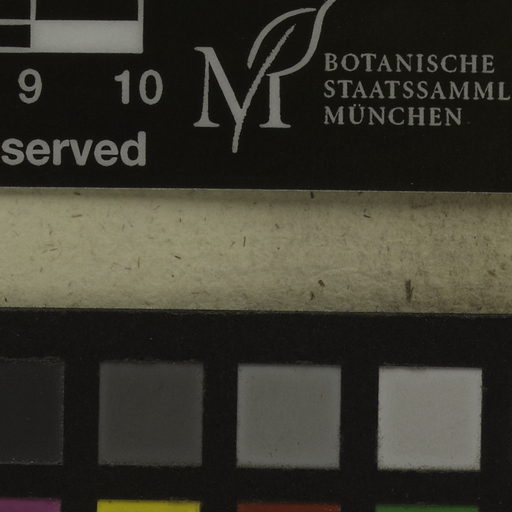 9 10
served
M
BOTANISCHE
STAATSSAMML
MÜNCHEN